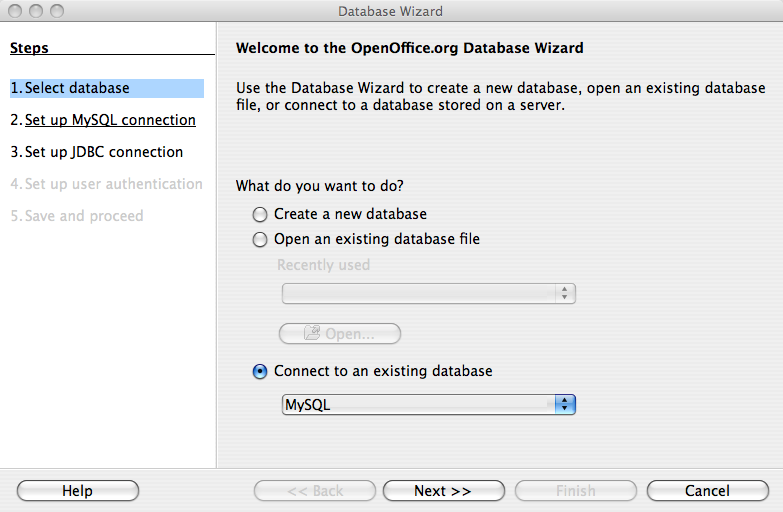 Database Wizard
Steps
1. Select database
2. Set up MySQL connection
3. Set up JDBC connection
4. Set up user authentication
5. Save and proceed
Welcome to the OpenOffice.org Database Wizard
Use the Database Wizard to create a new database, open an existing database
file, or connect to a database stored on a server.
What do you want to do?
Create a new database
Open an existing database file
Recently used
Open...
Connect to an existing database
MySQL
Help
<< Back
Next >>
Finish
Cancel